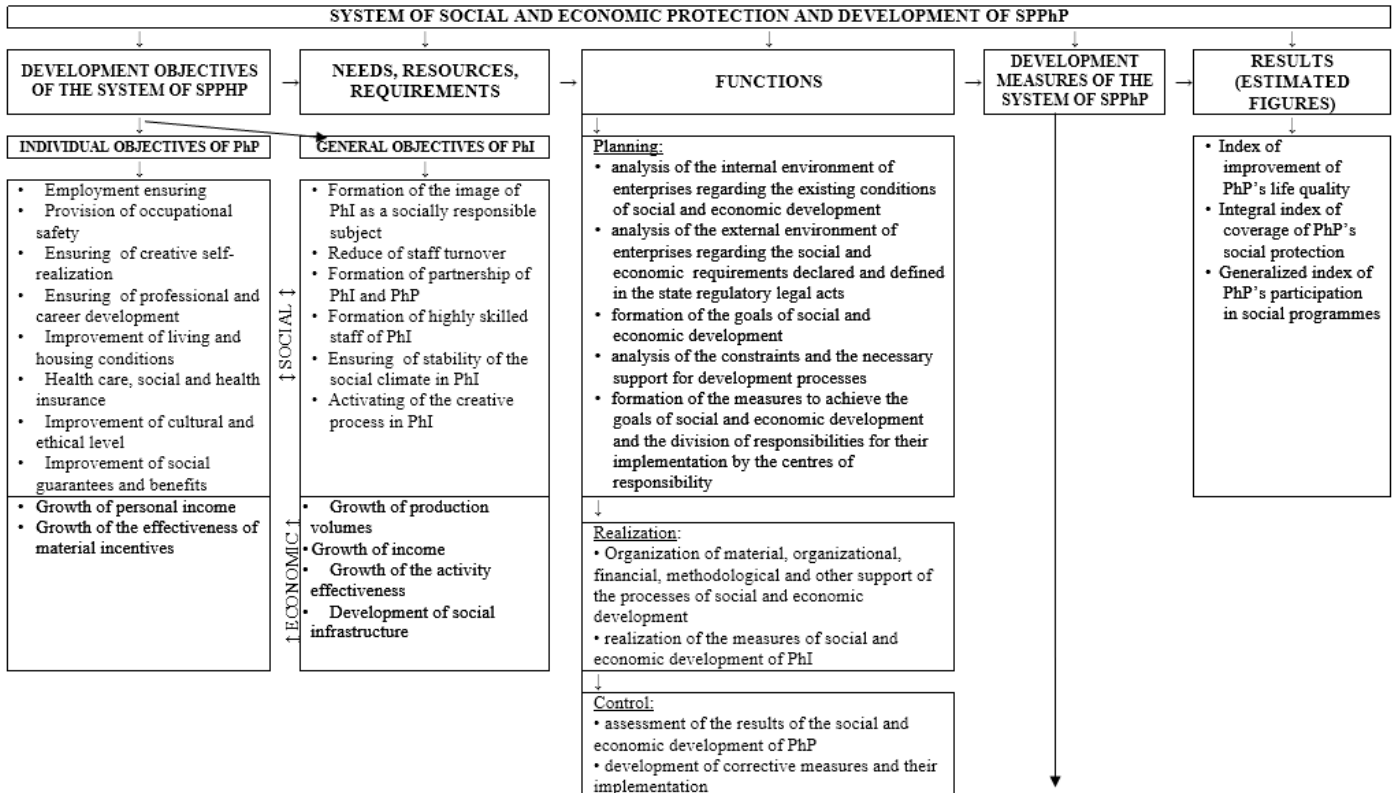 SYSTEM OF SOCIAL AND ECONOMIC PROTECTION AND DEVELOPMENT OF SPPhP
DEVELOPMENT OBJECTIVES
OF THE SYSTEM OF SPPHP
NEEDS, RESOURCES,
REQUIREMENTS
FUNCTIONS
DEVELOPMENT
MEASURES OF THE
SYSTEM OF SPPhP
RESULTS
(ESTIMATED
FIGURES)
INDIVIDUAL OBJECTIVES OF PhP
• Employment ensuring
• Provision of occupational
safety
• Ensuring of creative self-
realization
• Ensuring of professional and
career development
• Improvement of living and
housing conditions
• Health care, social and health
insurance
• Improvement of cultural and
ethical level
• Improvement of social
guarantees and benefits
• Growth of personal income
• Growth of the effectiveness of
material incentives
↕ SOCIAL ↕
↕ECONOMIC ↕
GENERAL OBJECTIVES OF PhI
• Formation of the image of
PhI as a socially responsible
subject
• Reduce of staff turnover
• Formation of partnership of
PhI and PhP
• Formation of highly skilled
staff of PhI
• Ensuring of stability of the
social climate in PhI
• Activating of the creative
process in PhI
• Growth of production
volumes
• Growth of income
• Growth of the activity
effectiveness
• Development of social
infrastructure
Planning:
• analysis of the internal environment of
enterprises regarding the existing conditions
of social and economic development
• analysis of the external environment of
enterprises regarding the social and
economic requirements declared and defined
in the state regulatory legal acts
• formation of the goals of social and
economic development
• analysis of the constraints and the necessary
support for development processes
• formation of the measures to achieve the
goals of social and economic development
and the division of responsibilities for their
implementation by the centres of
responsibility
Realization:
• Organization of material, organizational,
financial, methodological and other support of
the processes of social and economic
development
• realization of the measures of social and
economic development of PhI
Control:
• assessment of the results of the social and
economic development of PhP
• development of corrective measures and their
implementation
• Index of
improvement of
PhP's life quality
• Integral index of
coverage of PhP's
social protection
• Generalized index of
PhP's participation
in social programmes